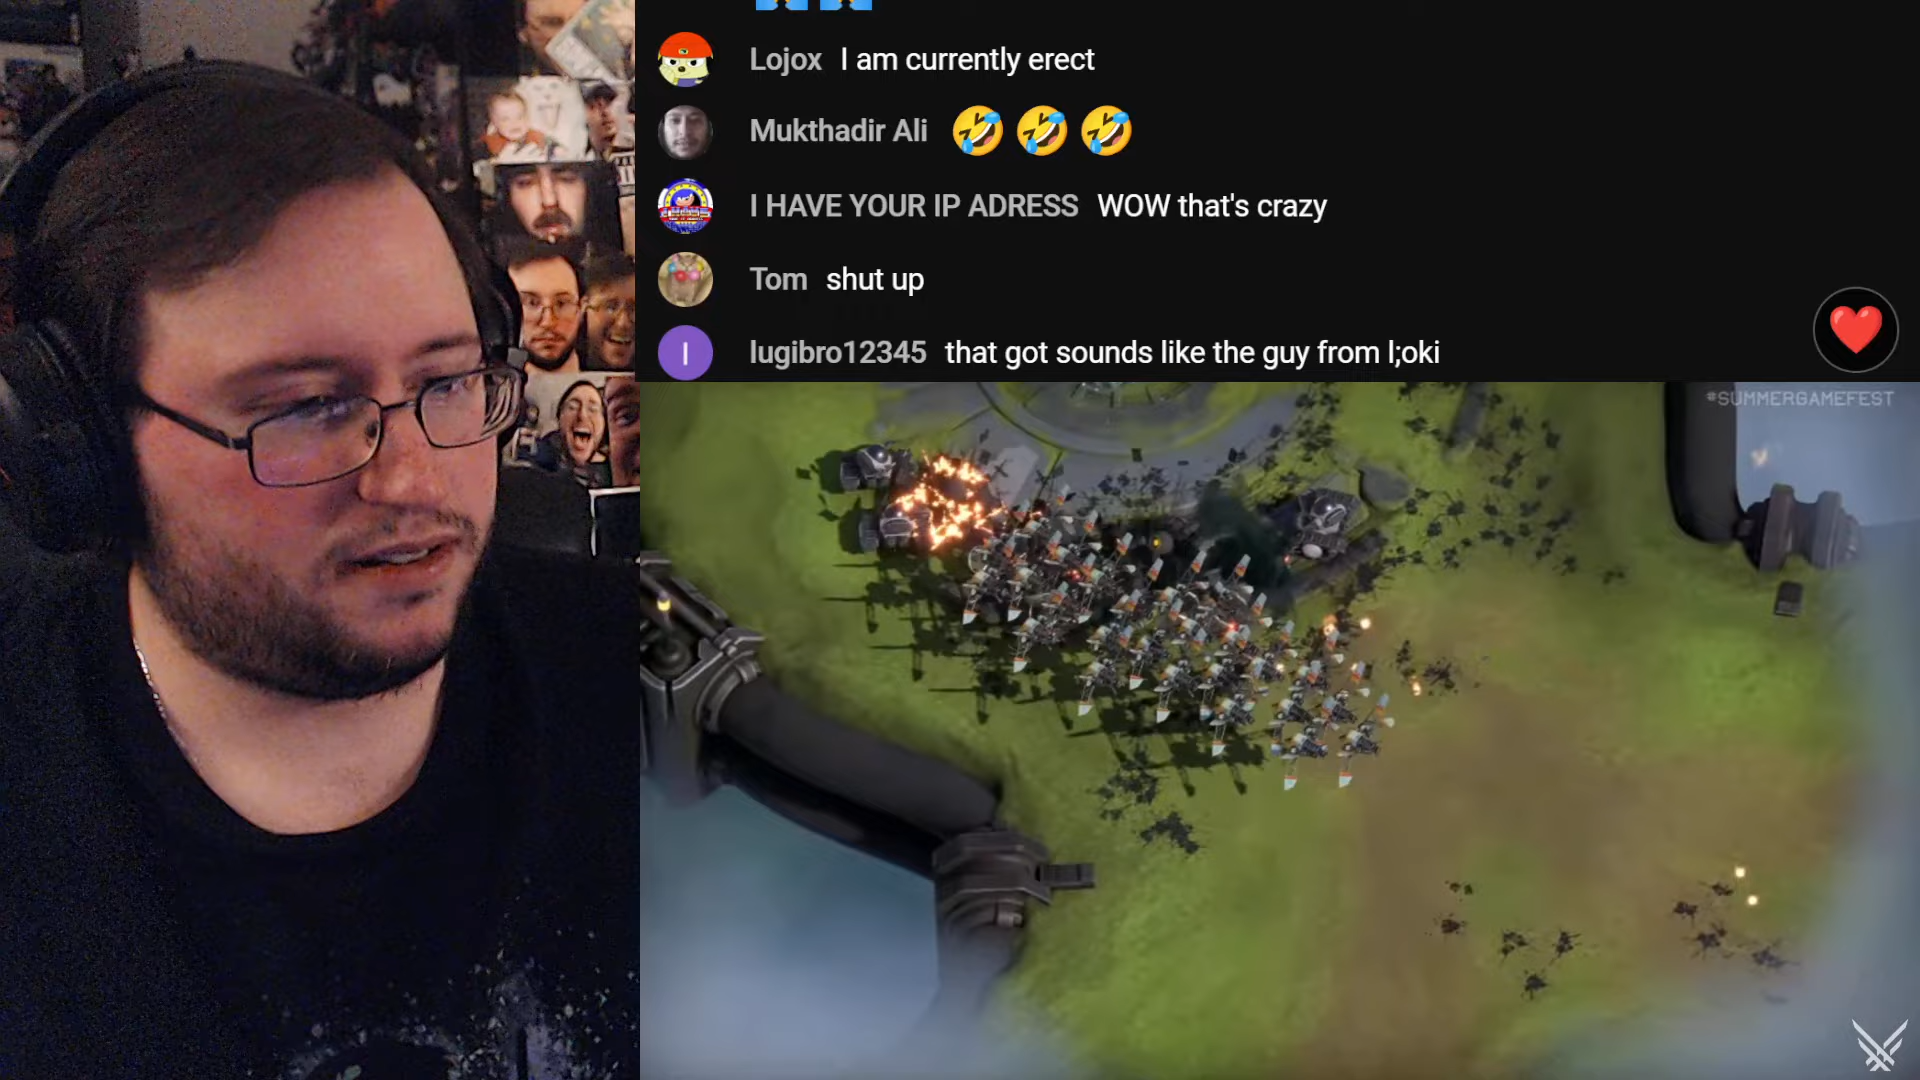 Lojox I am currently erect
Mukthadir Ali 🤣 🤣 🤣
I HAVE YOUR IP ADRESS WOW that's crazy
Tom shut up
I lugibro12345 that got sounds like the guy from l;oki
#SUMMERGAMEFEST